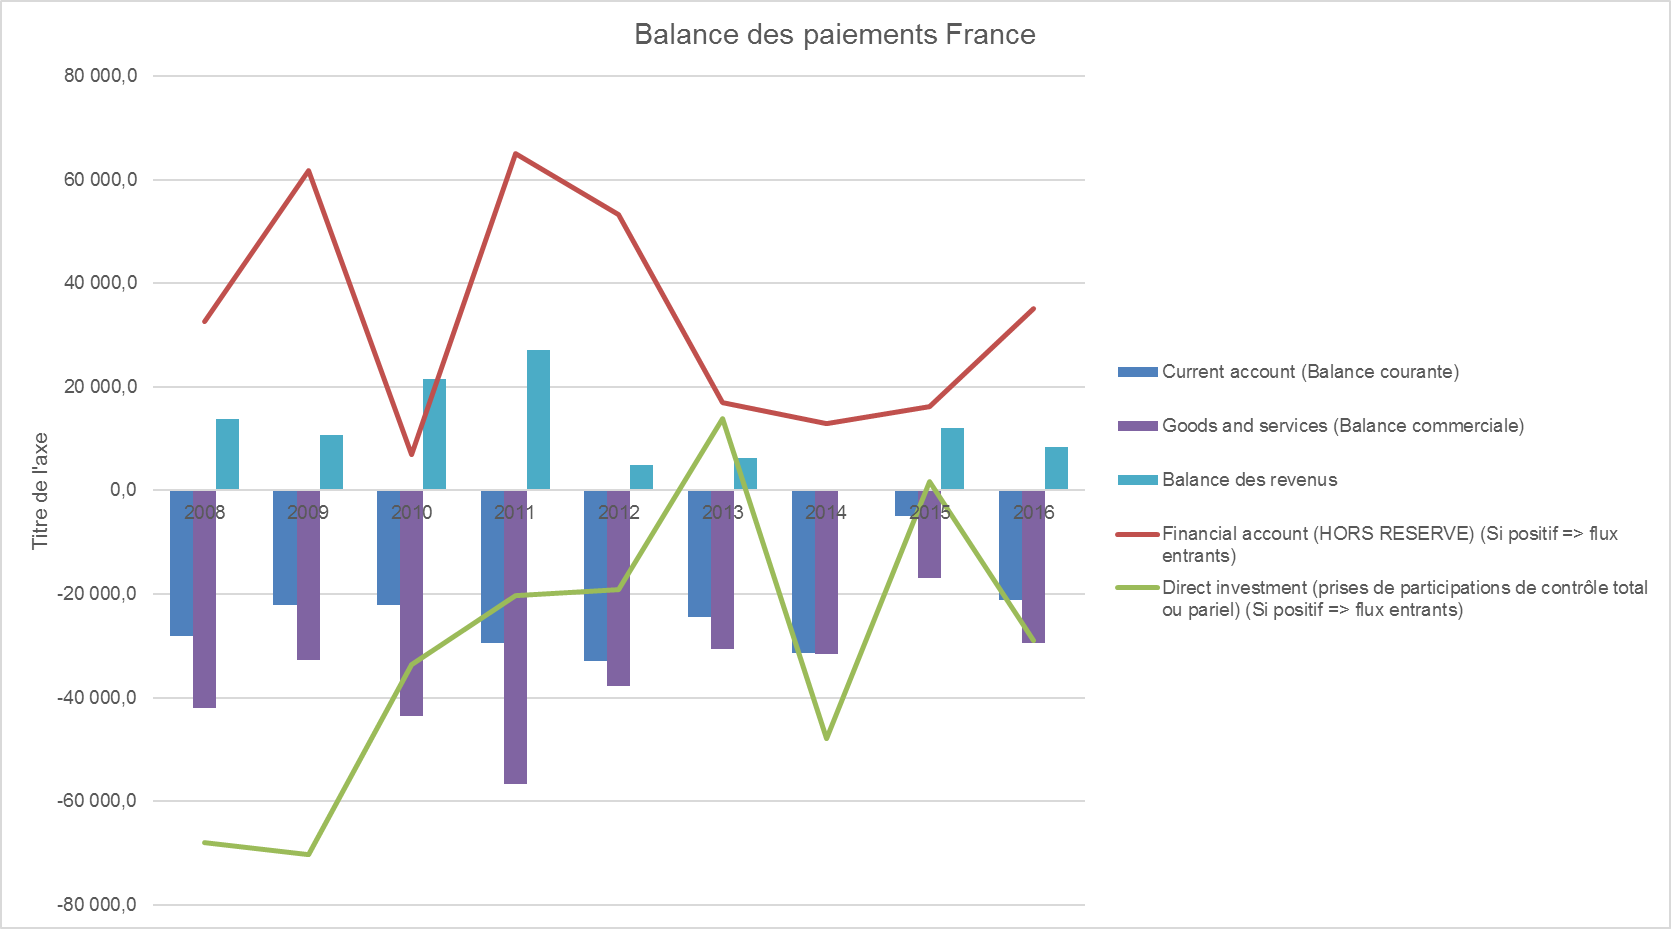 Balance des paiements France
80 000,0
60 000,0
40 000,0
20 000,0
0,0
-20 000,0
-40 000,0
-60 000,0
-80 000,0
Titre de l'axe
2008
2009
2010
2011
2012
2013
2014
2015
2016
Current account (Balance courante)
Goods and services (Balance commerciale)
Balance des revenus
Financial account (HORS RESERVE) (Si positif => flux
entrants)
Direct investment (prises de participations de contrôle total
ou pariel) (Si positif => flux entrants)